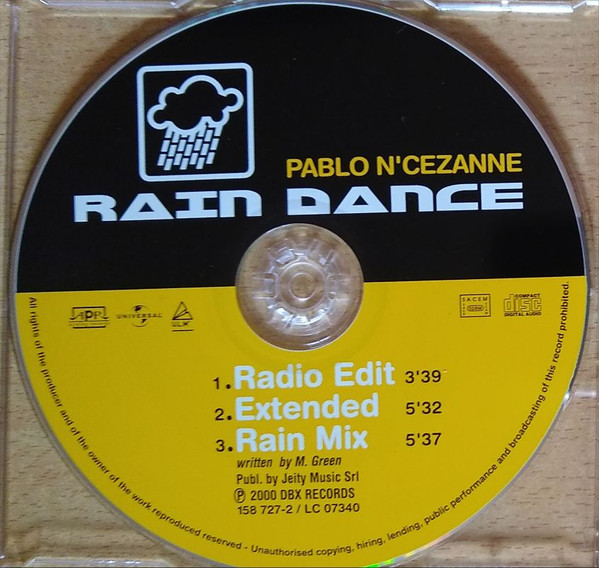 PABLO N'CEZANNE
RAIN DANCE
APR
UNIVERSAL
ULM
SACEM
COMPACT
disc
DIGITAL AUDIO
1. Radio Edit 3'39
2. Extended 5'32
3. Rain Mix 5'37
written by M. Green
Publ. by Jeity Music Srl
℗ 2000 DBX RECORDS
158 727-2 / LC 07340
All rights of the producer and of the owner of the work reproduced reserved - Unauthorised copying, hiring, lending, public performance and broadcasting of this record prohibited.